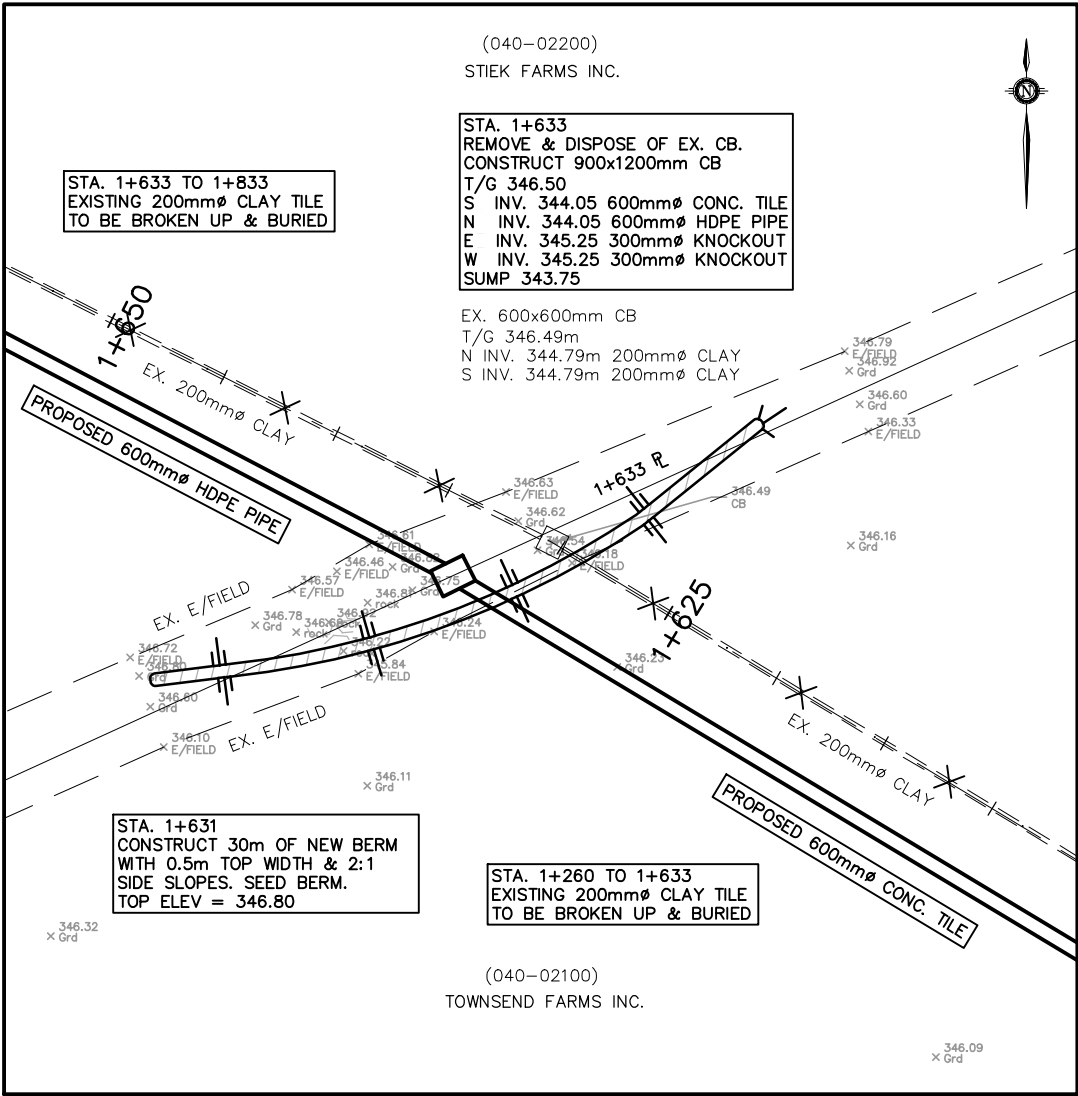 (040-02200)
STIEK FARMS INC.
N
STA. 1+633
REMOVE & DISPOSE OF EX. CB.
CONSTRUCT 900x1200mm CB
T/G 346.50
S INV. 344.05 600mmø CONC. TILE
N INV. 344.05 600mmø HDPE PIPE
E INV. 345.25 300mmø KNOCKOUT
W INV. 345.25 300mmø KNOCKOUT
SUMP 343.75
STA. 1+633 TO 1+833
EXISTING 200mmø CLAY TILE
TO BE BROKEN UP & BURIED
EX. 600x600mm CB
T/G 346.49m
N INV. 344.79m 200mmø CLAY
S INV. 344.79m 200mmø CLAY
1+650
EX. 200mmø CLAY
PROPOSED 600mmø HDPE PIPE
346.79
E/FIELD
346.92
Grd
346.60
Grd
346.33
E/FIELD
1+633 PL
346.63
E/FIELD
346.49
CB
346.62
Grd
346.16
Grd
E/FIELD
346.46
E/FIELD
Grd
346.57
E/FIELD
Grd
rock
346.78
Grd
rock
E/FIELD
346.23
Grd
1+625
EX. E/FIELD
346.72
E/FIELD
Grd
E/FIELD
Grd
346.10
E/FIELD
EX. E/FIELD
346.11
Grd
EX. 200mmø CLAY
PROPOSED 600mmø CONC. TILE
STA. 1+631
CONSTRUCT 30m OF NEW BERM
WITH 0.5m TOP WIDTH & 2:1
SIDE SLOPES. SEED BERM.
TOP ELEV = 346.80
STA. 1+260 TO 1+633
EXISTING 200mmø CLAY TILE
TO BE BROKEN UP & BURIED
346.32
Grd
(040-02100)
TOWNSEND FARMS INC.
346.09
Grd